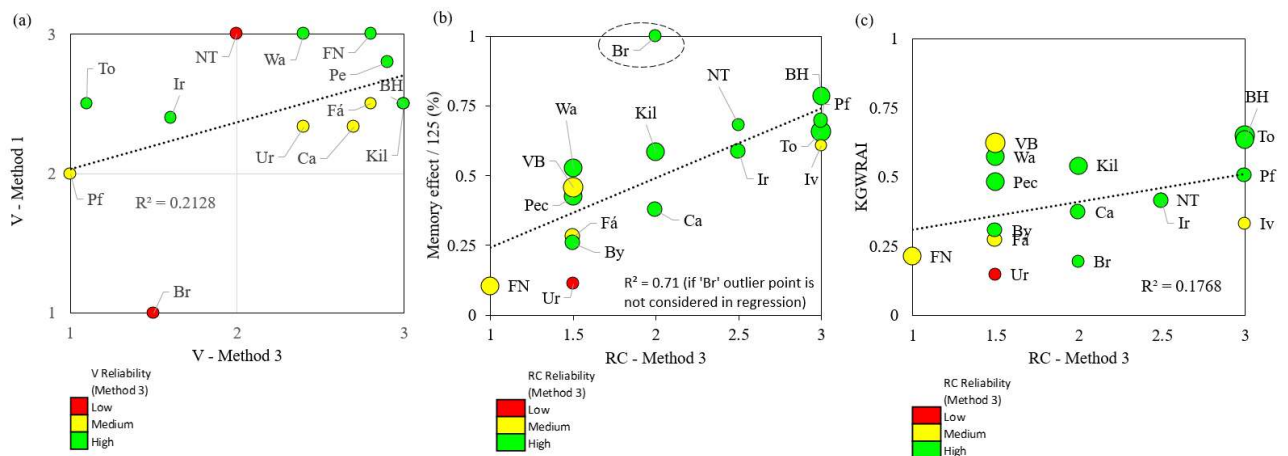 (a)
3
NT
Wa
FN
To
Pe
Ir
BH
Fá
Ur
Ca
Kil
V - Method 1
2
Pf
R² = 0.2128
Br
1
1
2
3
V - Method 3
V Reliability
(Method 3)
Low
Medium
High
(b)
1
Br
NT
BH
0.75
Wa
Kil
Pf
VB
To
Memory effect / 125 (%)
0.5
Pec
Ir
Iv
Fá
Ca
By
0.25
FN
Ur
R² = 0.71 (if 'Br' outlier point is
not considered in regression)
0
1
1.5
2
2.5
3
RC - Method 3
RC Reliability
(Method 3)
Low
Medium
High
(c)
1
0.75
BH
VB
To
Wa
Kil
KGWRAI
0.5
Pec
Pf
NT
Ca
By
Ir
Iv
Fá
0.25
FN
Br
Ur
R² = 0.1768
0
1
1.5
2
2.5
3
RC - Method 3
RC Reliability
(Method 3)
Low
Medium
High